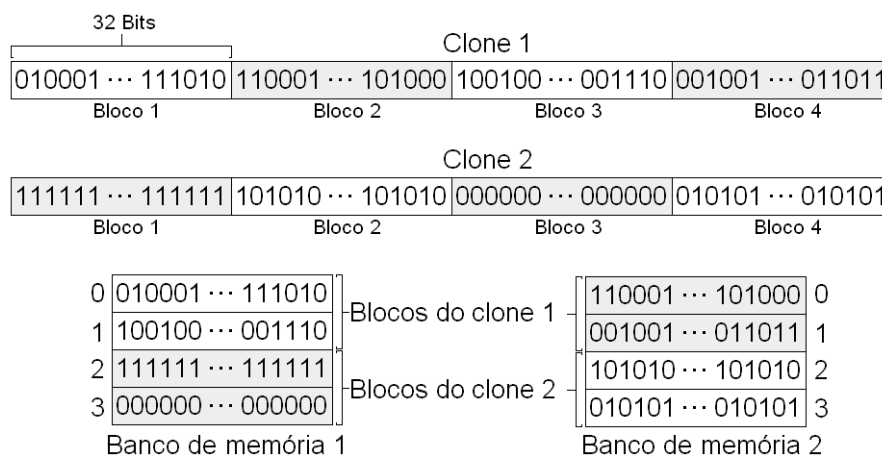 32 Bits
Clone 1
010001 ··· 111010 110001 ··· 101000 100100 ··· 001110 001001 ··· 011011
Bloco 1 Bloco 2 Bloco 3 Bloco 4
Clone 2
111111 ··· 111111 101010 ··· 101010 000000 ··· 000000 010101 ··· 010101
Bloco 1 Bloco 2 Bloco 3 Bloco 4
0 010001 ··· 111010
1 100100 ··· 001110
2 111111 ··· 111111
3 000000 ··· 000000
Banco de memória 1
Blocos do clone 1
Blocos do clone 2
110001 ··· 101000 0
001001 ··· 011011 1
101010 ··· 101010 2
010101 ··· 010101 3
Banco de memória 2